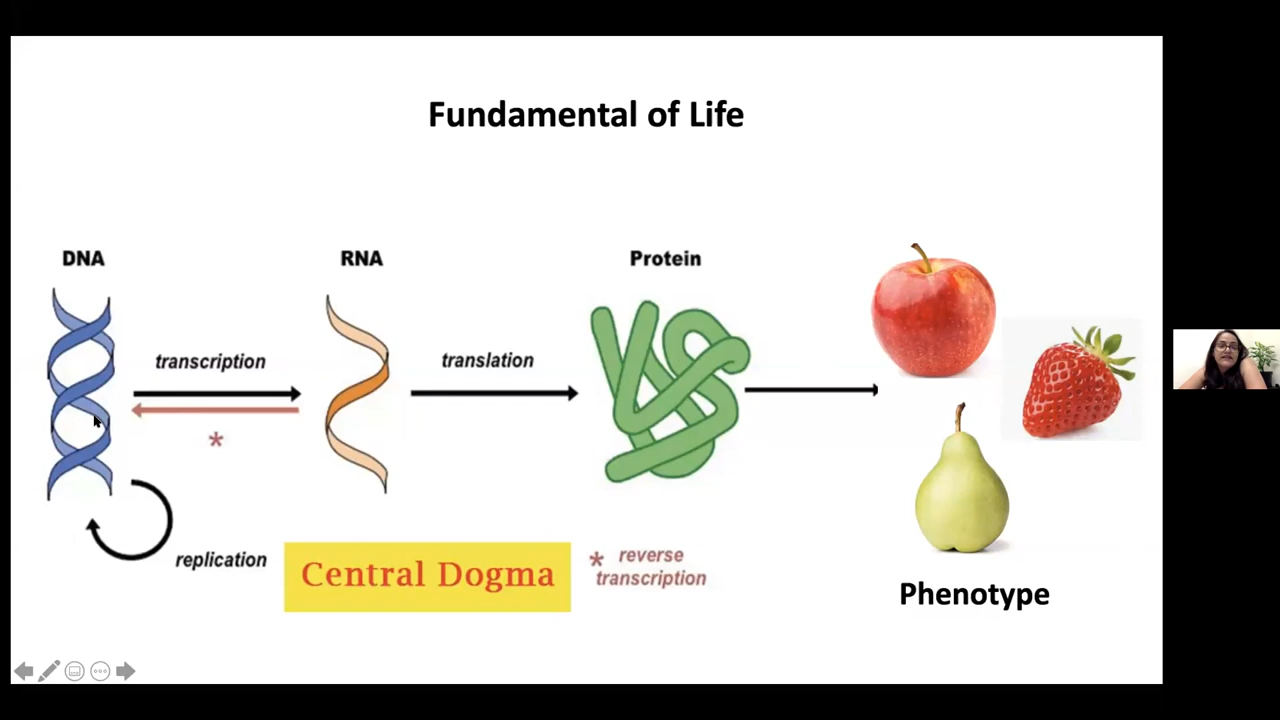 Fundamental of Life
DNA
RNA
Protein
transcription
translation
*
replication
Central Dogma
* reverse
transcription
Phenotype